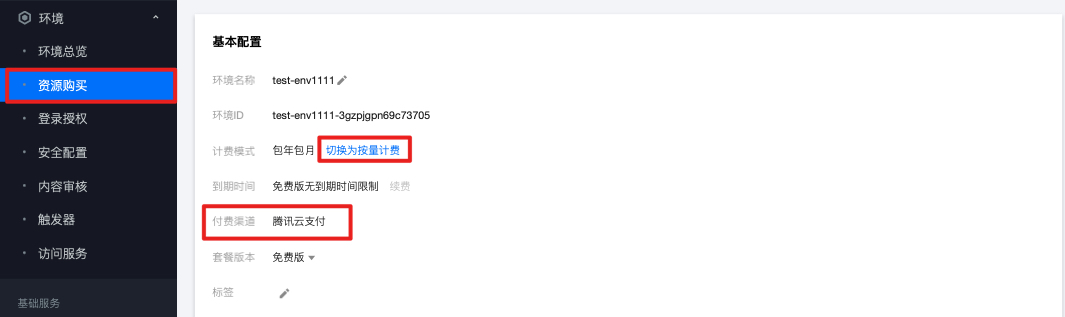 环境
环境总览
资源购买
登录授权
安全配置
内容审核
触发器
访问服务
基础服务
基本配置
环境名称 test-env1111
环境ID test-env1111-3gzpjgpn69c73705
计费模式 包年包月 切换为按量计费
到期时间 免费版无到期时间限制 续费
付费渠道 腾讯云支付
套餐版本 免费版
标签